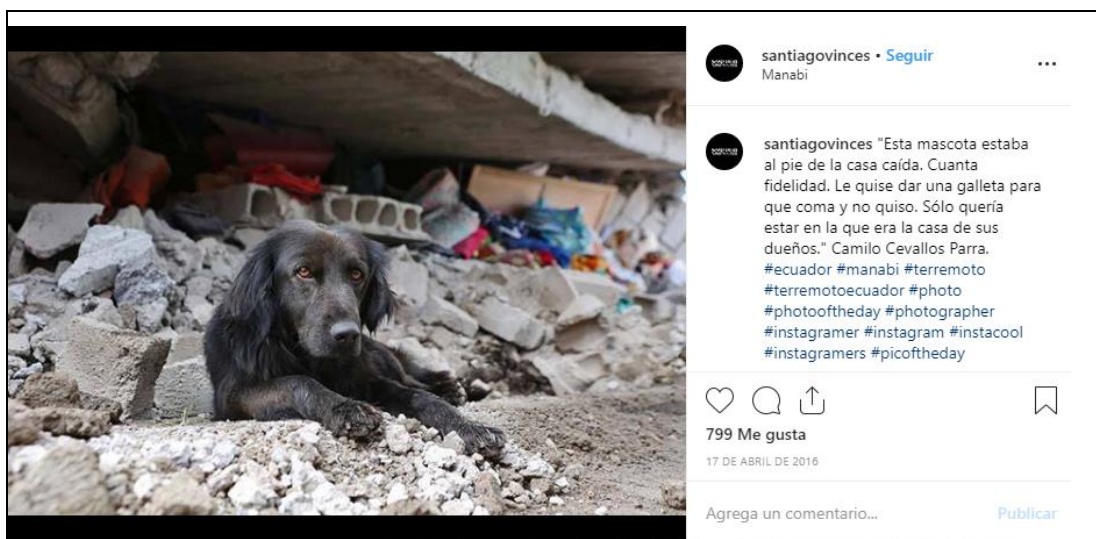 santiagovinces • Seguir
Manabi
santiagovinces "Esta mascota estaba
al pie de la casa caída. Cuanta
fidelidad. Le quise dar una galleta para
que coma y no quiso. Sólo quería
estar en la que era la casa de sus
dueños." Camilo Cevallos Parra.
#ecuador #manabi #terremoto
#terremotoecuador #photo
#photooftheday #photographer
#instagramer #instagram #instacool
#instagramers #picoftheday
799 Me gusta
17 DE ABRIL DE 2016
Agrega un comentario...
Publicar